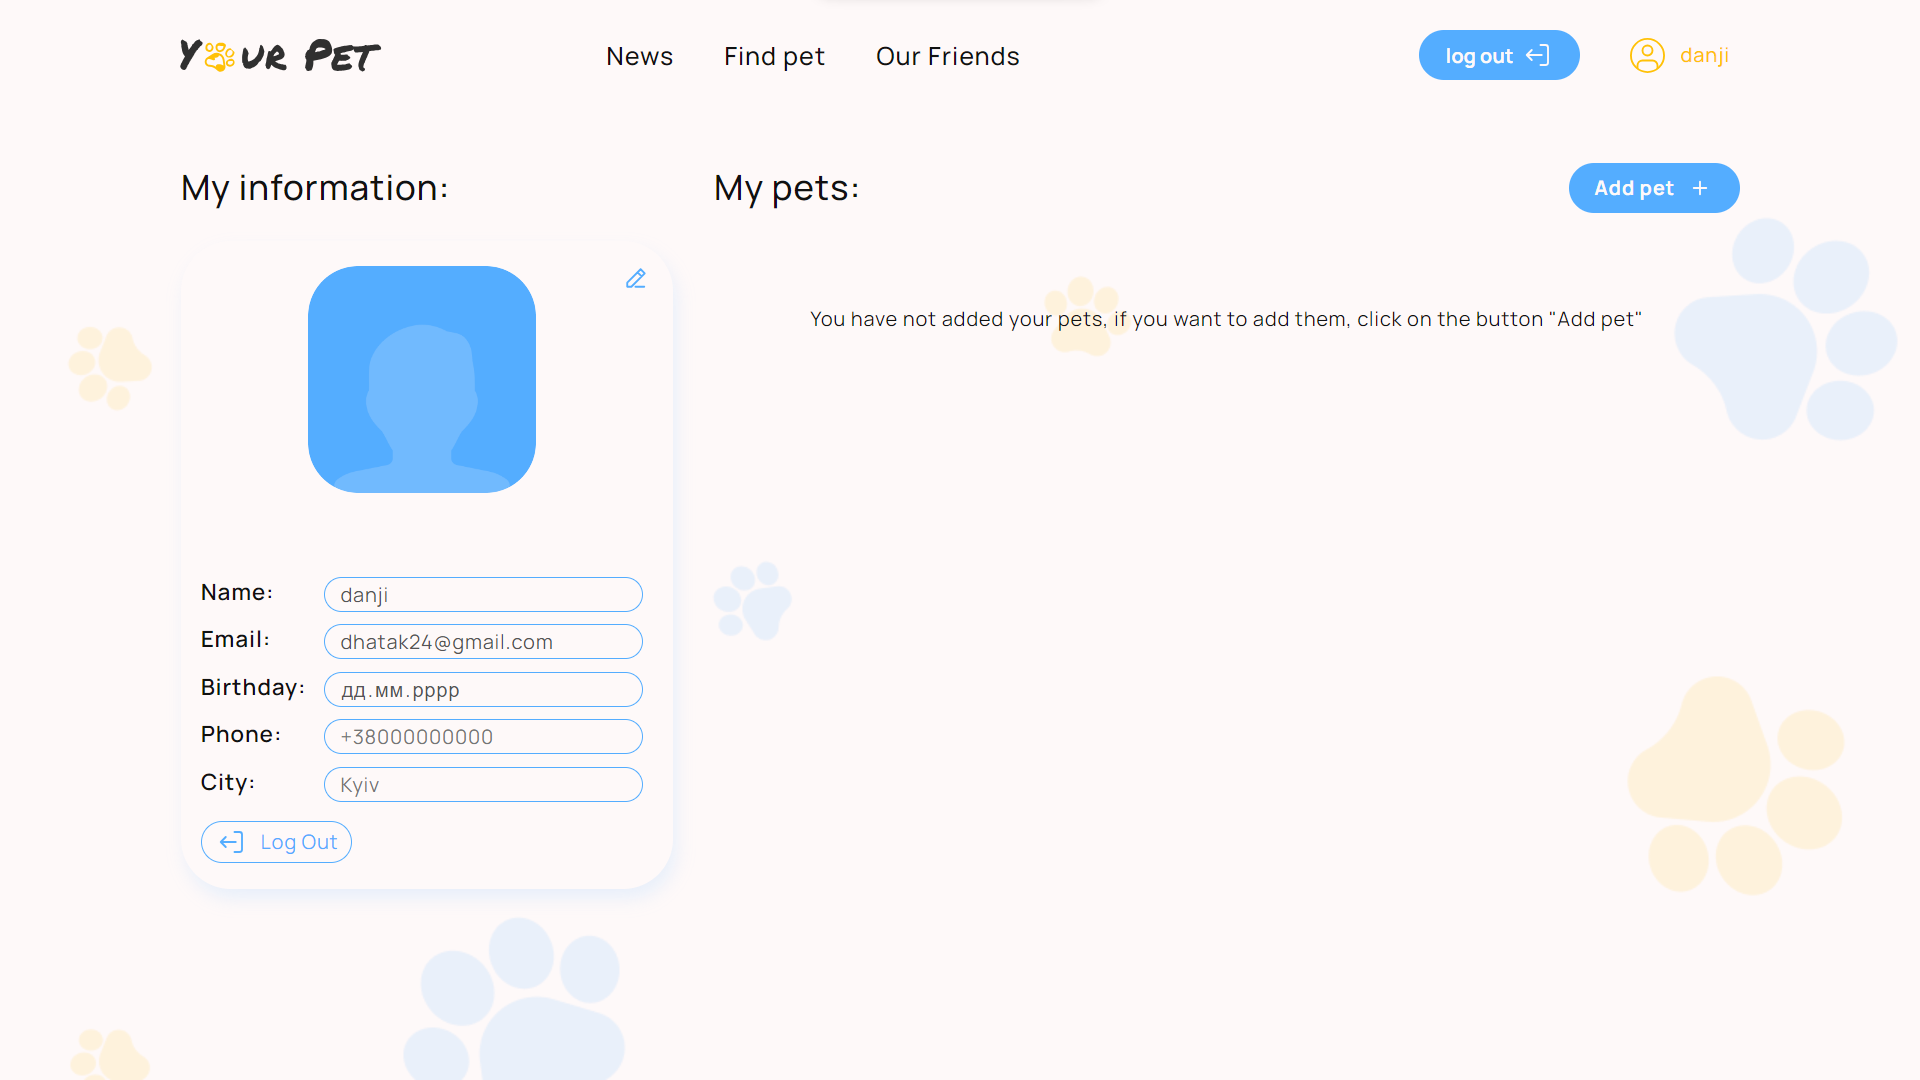 Your Pet
News
Find pet
Our Friends
log out
danji
My information:
My pets:
Add pet +
You have not added your pets, if you want to add them, click on the button "Add pet"
Name: danji
Email: dhatak24@gmail.com
Birthday: дд.мм.рррр
Phone: +38000000000
City: Kyiv
Log Out